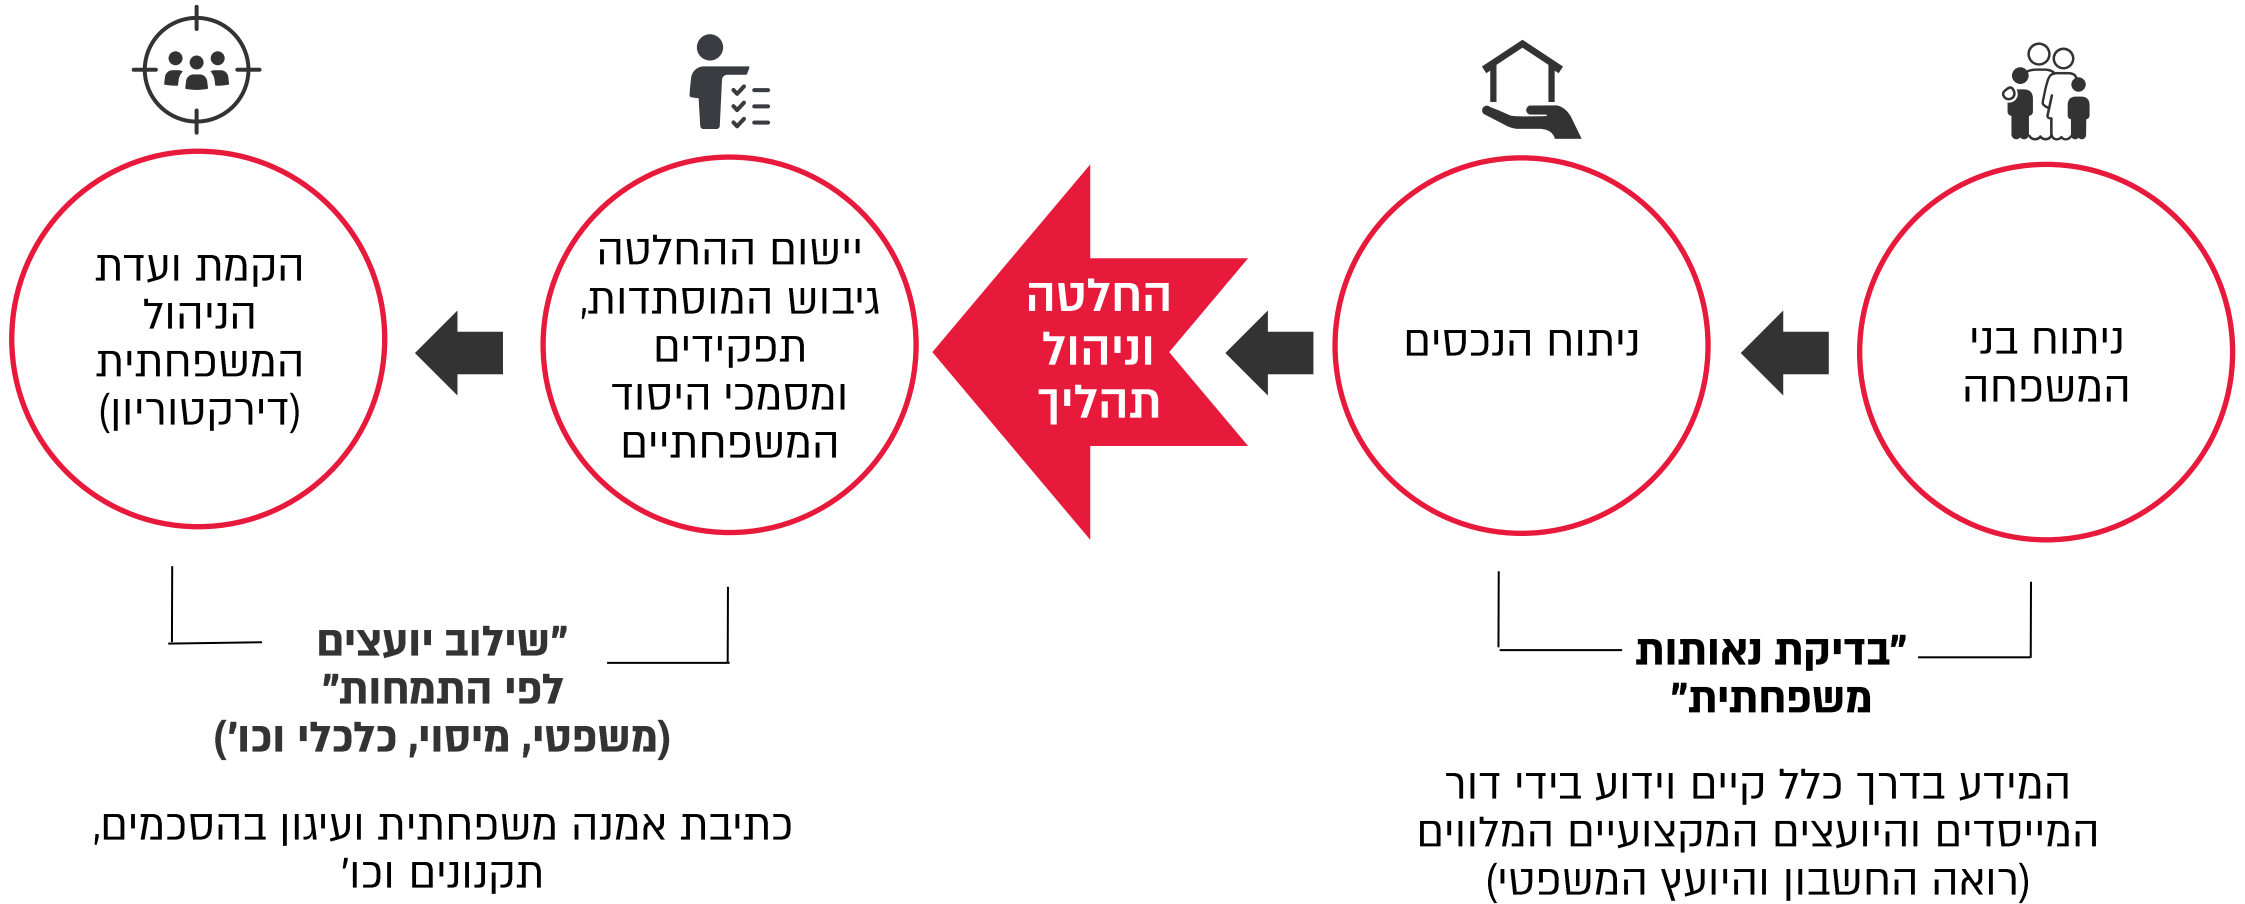 ניתוח בני
המשפחה
ניתוח הנכסים
החלטה
וניהול
תהליך
יישום ההחלטה
גיבוש המוסתדות,
תפקידים
ומסמכי היסוד
המשפחתיים
הקמת ועדת
הניהול
המשפחתית
(דירקטוריון)
"בדיקת נאותות
משפחתית"
המידע בדרך כלל קיים וידוע בידי דור
המייסדים והיועצים המקצועיים המלווים
(רואה החשבון והיועץ המשפטי)
"שילוב יועצים
לפי התמחות"
(משפטי, מיסוי, כלכלי וכו')
כתיבת אמנה משפחתית ועיגון בהסכמים,
תקנונים וכו'